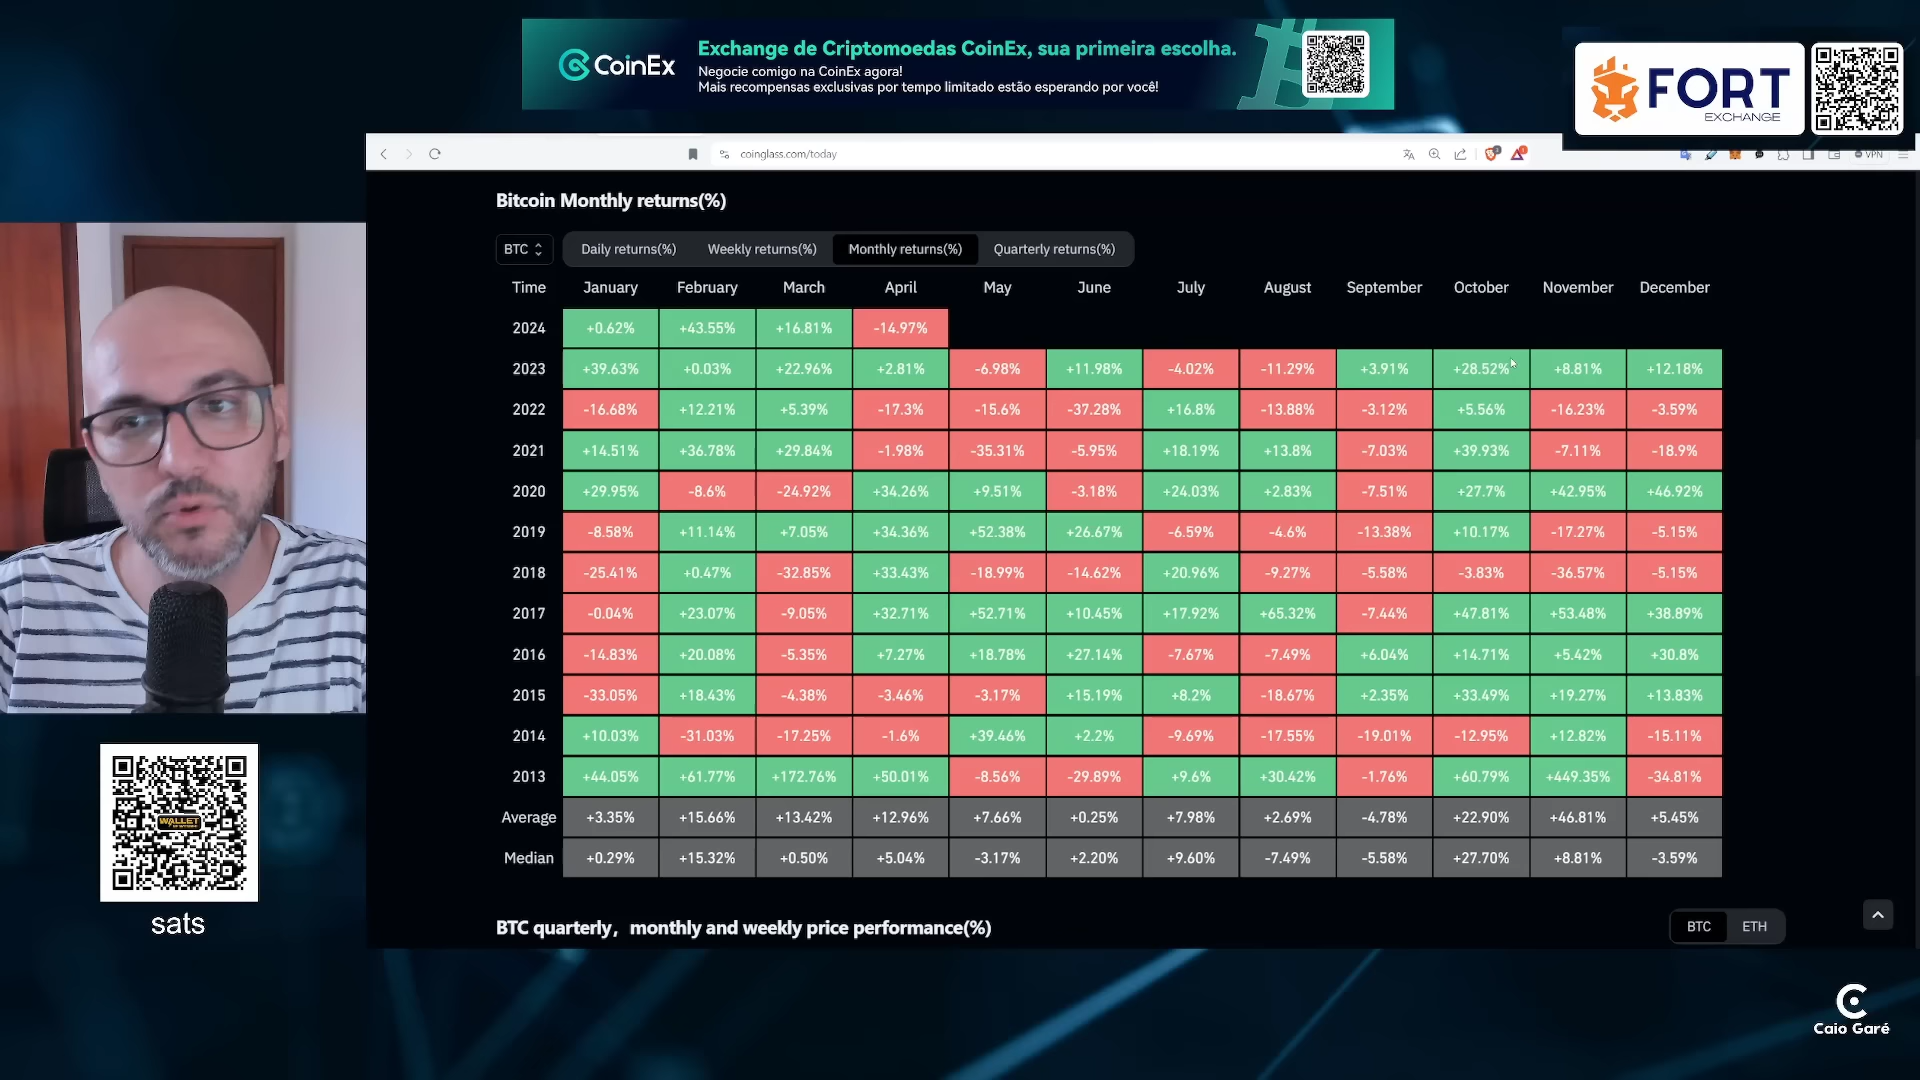 CoinEx
Exchange de Criptomoedas CoinEx, sua primeira escolha.
Negocie comigo na CoinEx agora!
Mais recompensas exclusivas por tempo limitado estão esperando por você!
FORT
EXCHANGE
coinglass.com/today
VPN
Bitcoin Monthly returns(%)
BTC Daily returns(%) Weekly returns(%) Monthly returns(%) Quarterly returns(%)
Time January February March April May June July August September October November December
2024 +0.62% +43.55% +16.81% -14.97%
2023 +39.63% +0.03% +22.96% +2.81% -6.98% +11.98% -4.02% -11.29% +3.91% +28.52% +8.81% +12.18%
2022 -16.68% +12.21% +5.39% -17.3% -15.6% -37.28% +16.8% -13.88% -3.12% +5.56% -16.23% -3.59%
2021 +14.51% +36.78% +29.84% -1.98% -35.31% -5.95% +18.19% +13.8% -7.03% +39.93% -7.11% -18.9%
2020 +29.95% -8.6% -24.92% +34.26% +9.51% -3.18% +24.03% +2.83% -7.51% +27.7% +42.95% +46.92%
2019 -8.58% +11.14% +7.05% +34.36% +52.38% +26.67% -6.59% -4.6% -13.38% +10.17% -17.27% -5.15%
2018 -25.41% +0.47% -32.85% +33.43% -18.99% -14.62% +20.96% -9.27% -5.58% -3.83% -36.57% -5.15%
2017 -0.04% +23.07% -9.05% +32.71% +52.71% +10.45% +17.92% +65.32% -7.44% +47.81% +53.48% +38.89%
2016 -14.83% +20.08% -5.35% +7.27% +18.78% +27.14% -7.67% -7.49% +6.04% +14.71% +5.42% +30.8%
2015 -33.05% +18.43% -4.38% -3.46% -3.17% +15.19% +8.2% -18.67% +2.35% +33.49% +19.27% +13.83%
2014 +10.03% -31.03% -17.25% -1.6% +39.46% +2.2% -9.69% -17.55% -19.01% -12.95% +12.82% -15.11%
2013 +44.05% +61.77% +172.76% +50.01% -8.56% -29.89% +9.6% +30.42% -1.76% +60.79% +449.35% -34.81%
Average +3.35% +15.66% +13.42% +12.96% +7.66% +0.25% +7.98% +2.69% -4.78% +22.90% +46.81% +5.45%
Median +0.29% +15.32% +0.50% +5.04% -3.17% +2.20% +9.60% -7.49% -5.58% +27.70% +8.81% -3.59%
BTC quarterly，monthly and weekly price performance(%)
BTC ETH
WALLET
sats
Caio Garé